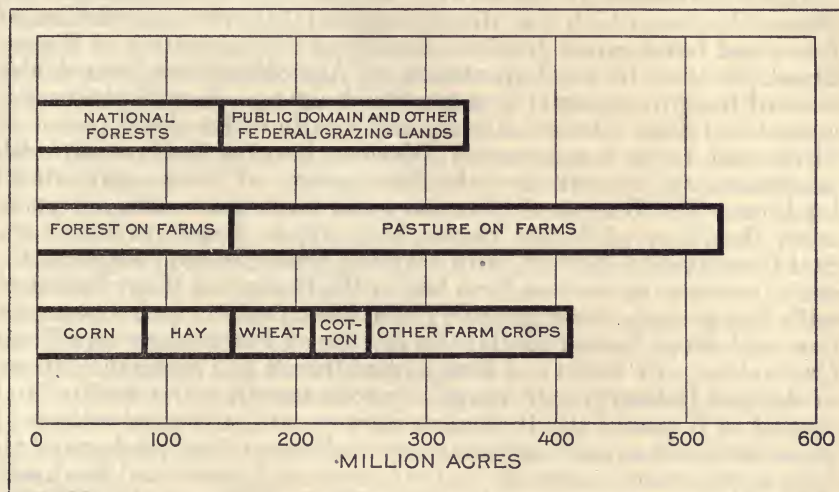 NATIONAL
FORESTS
PUBLIC DOMAIN AND OTHER
FEDERAL GRAZING LANDS
FOREST ON FARMS
PASTURE ON FARMS
CORN
HAY
WHEAT
COT-
TON
OTHER FARM CROPS
0 100 200 300 400 500 600
MILLION ACRES